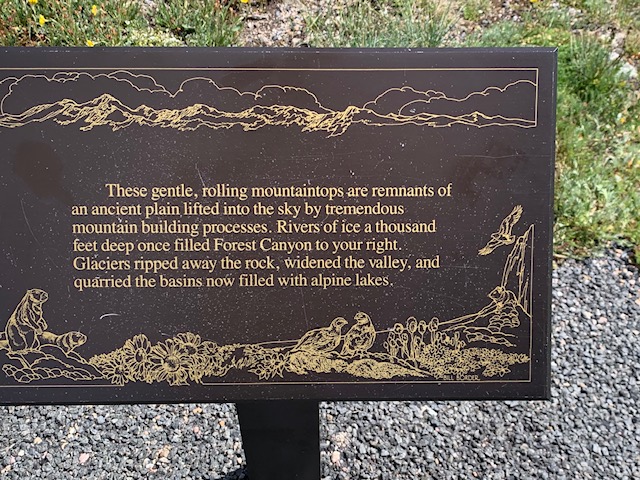 These gentle, rolling mountaintops are remnants of
an ancient plain lifted into the sky by tremendous
mountain building processes. Rivers of ice a thousand
feet deep once filled Forest Canyon to your right.
Glaciers ripped away the rock, widened the valley, and
quarried the basins now filled with alpine lakes.
BILL BORDER